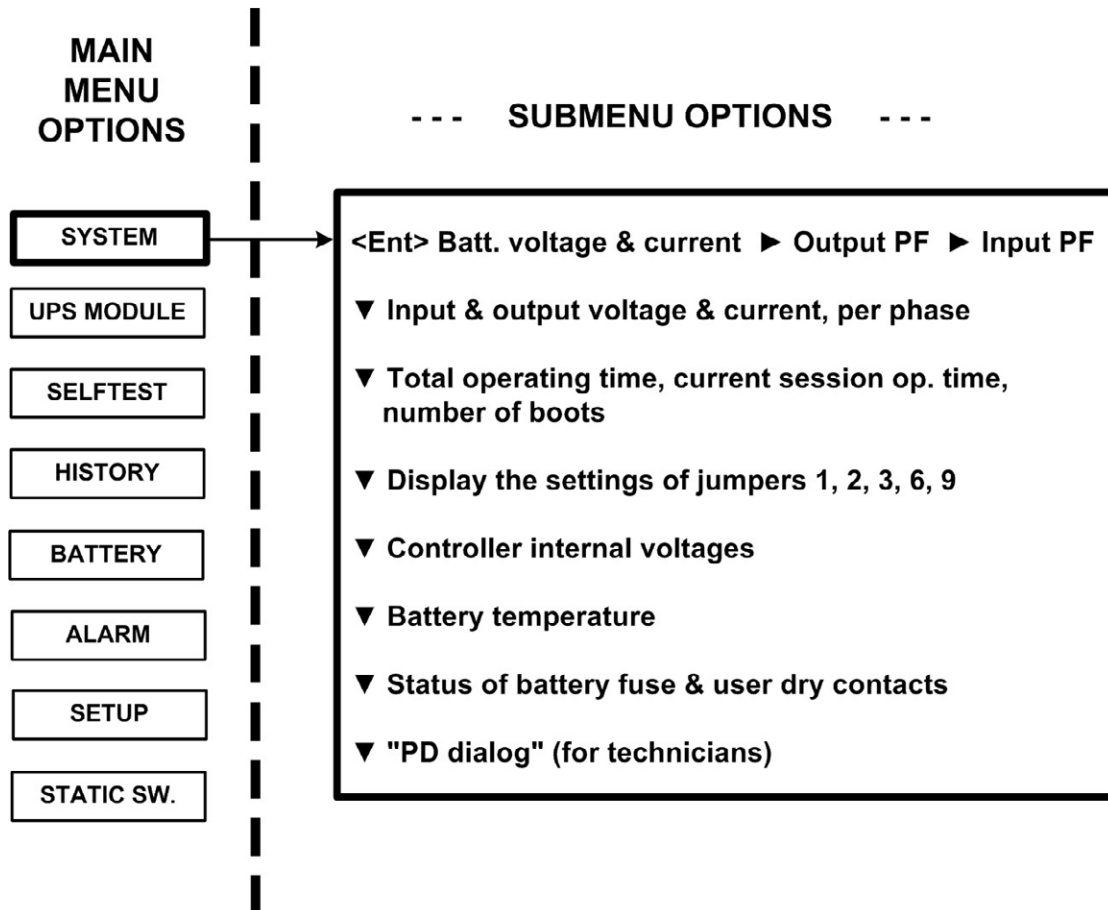 MAIN
MENU
OPTIONS
- - - SUBMENU OPTIONS - - -
SYSTEM
<Ent> Batt. voltage & current ► Output PF ► Input PF
UPS MODULE
▼ Input & output voltage & current, per phase
SELFTEST
▼ Total operating time, current session op. time,
number of boots
HISTORY
▼ Display the settings of jumpers 1, 2, 3, 6, 9
BATTERY
▼ Controller internal voltages
ALARM
▼ Battery temperature
SETUP
▼ Status of battery fuse & user dry contacts
STATIC SW.
▼ "PD dialog" (for technicians)